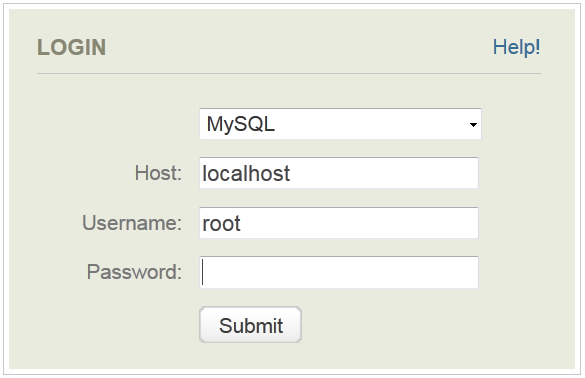 LOGIN Help!
MySQL
Host: localhost
Username: root
Password:
Submit